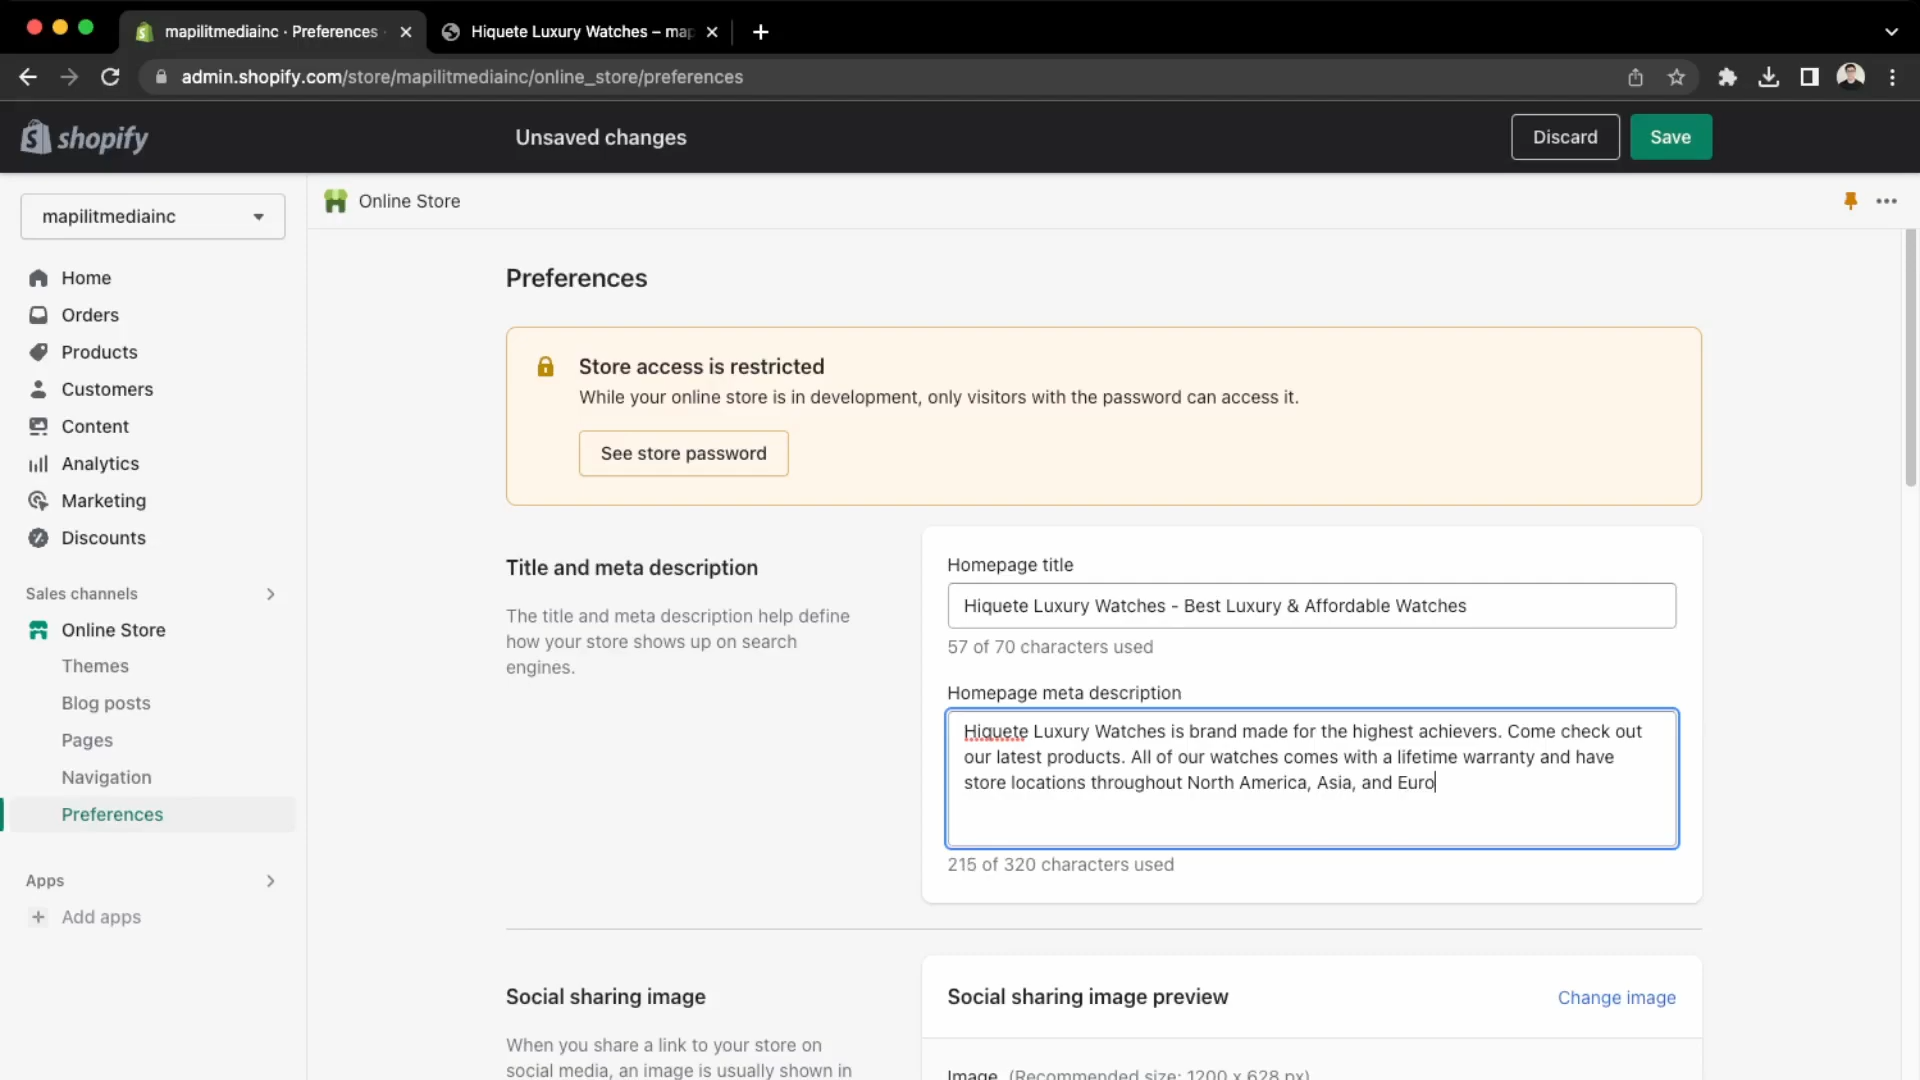 mapilitmediainc · Preferences
Hiquete Luxury Watches – map
admin.shopify.com/store/mapilitmediainc/online_store/preferences
shopify
Unsaved changes
Discard
Save
mapilitmediainc
Online Store
Home
Orders
Products
Customers
Content
Analytics
Marketing
Discounts
Sales channels
Online Store
Themes
Blog posts
Pages
Navigation
Preferences
Apps
Add apps
Preferences
Store access is restricted
While your online store is in development, only visitors with the password can access it.
See store password
Title and meta description
The title and meta description help define
how your store shows up on search
engines.
Homepage title
Hiquete Luxury Watches - Best Luxury & Affordable Watches
57 of 70 characters used
Homepage meta description
Hiquete Luxury Watches is brand made for the highest achievers. Come check out
our latest products. All of our watches comes with a lifetime warranty and have
store locations throughout North America, Asia, and Euro
215 of 320 characters used
Social sharing image
When you share a link to your store on
social media, an image is usually shown in
Social sharing image preview
Change image
Image (Recommended size: 1200 x 628 px)